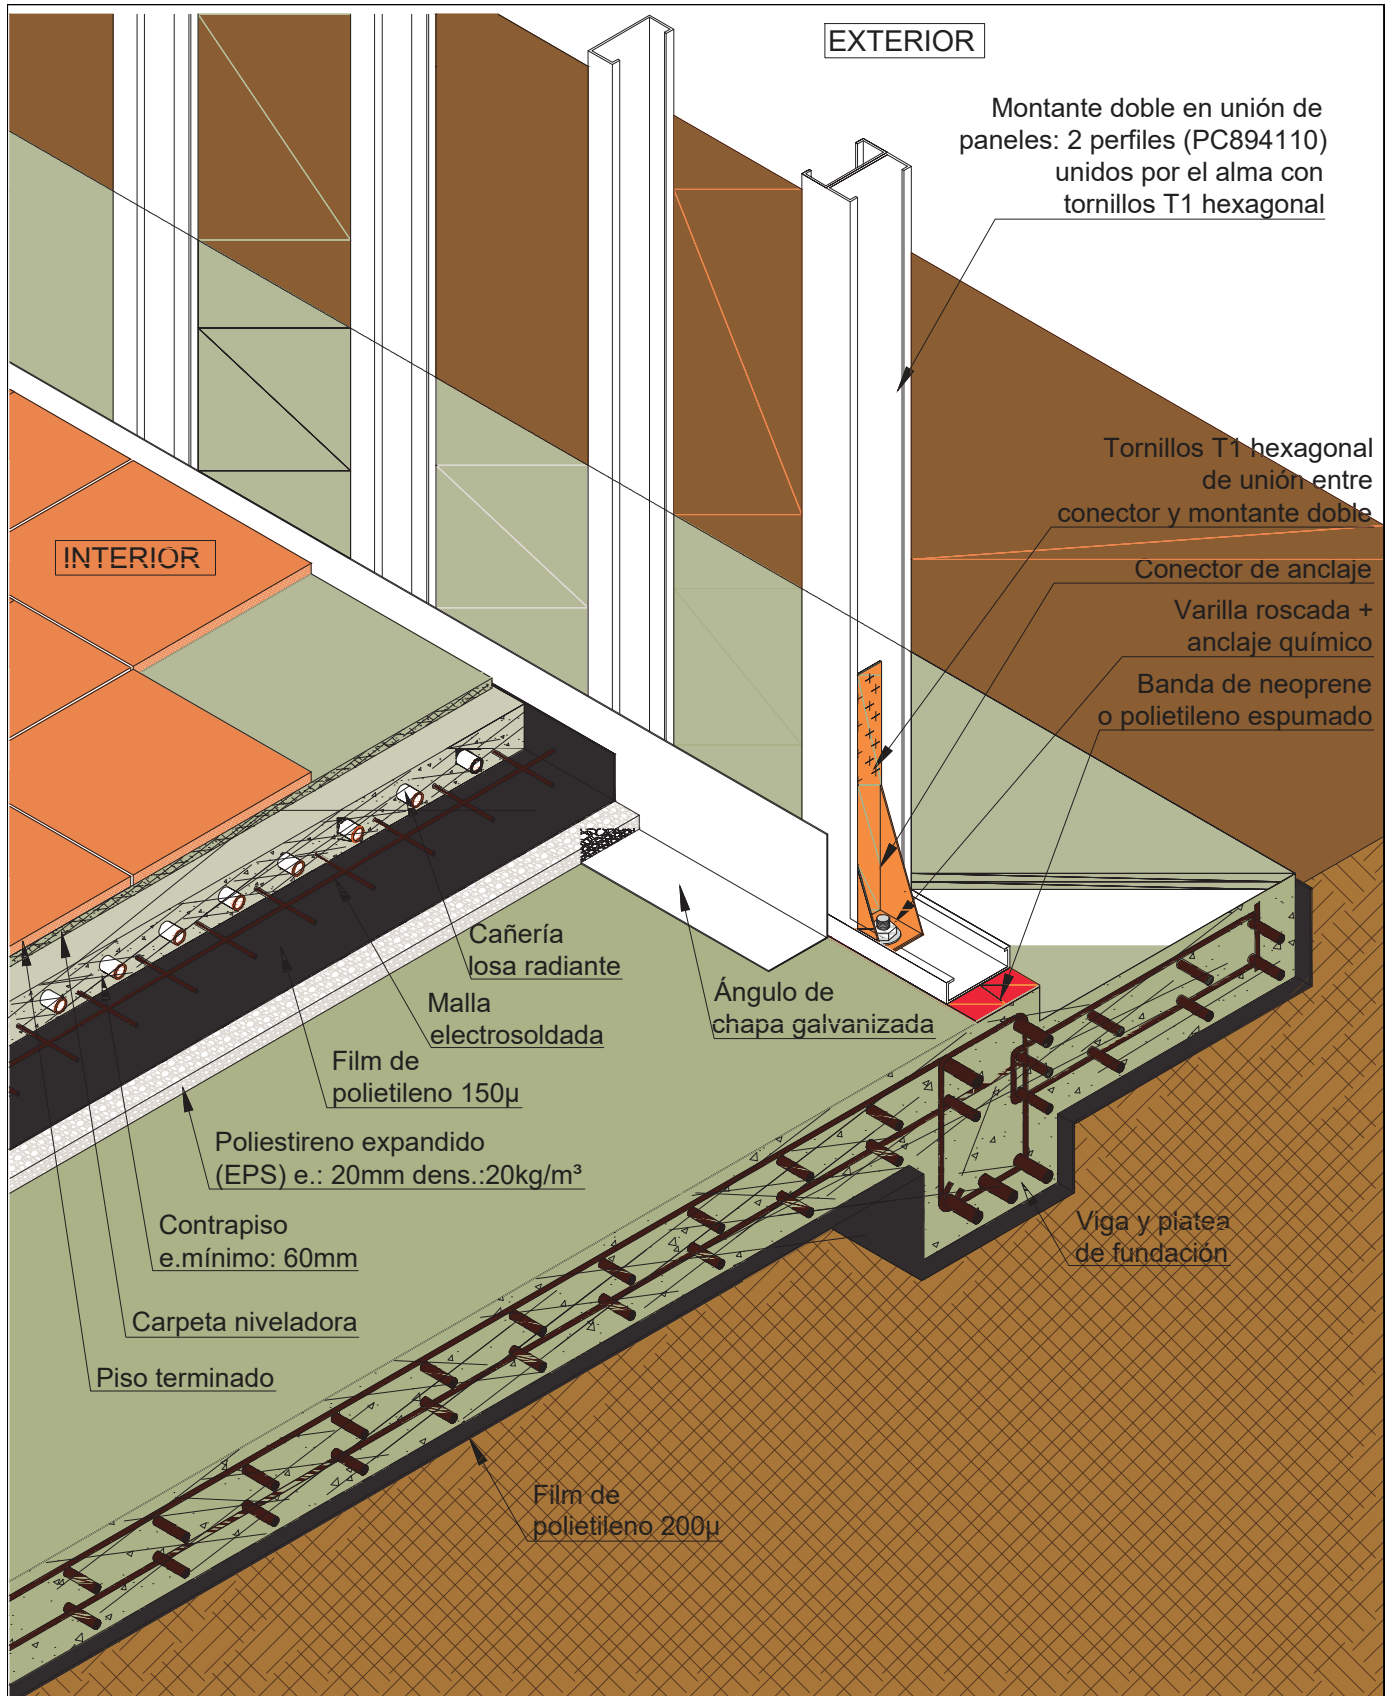 EXTERIOR
Montante doble en unión de
paneles: 2 perfiles (PC894110)
unidos por el alma con
tornillos T1 hexagonal
Tornillos T1 hexagonal
de unión entre
conector y montante doble
INTERIOR
Conector de anclaje
Varilla roscada +
anclaje químico
Banda de neoprene
o polietileno espumado
Cañería
losa radiante
Malla
electrosoldada
Ángulo de
chapa galvanizada
Film de
polietileno 150µ
Poliestireno expandido
(EPS) e.: 20mm dens.:20kg/m³
Contrapiso
e.mínimo: 60mm
Viga y platea
de fundación
Carpeta niveladora
Piso terminado
Film de
polietileno 200µ